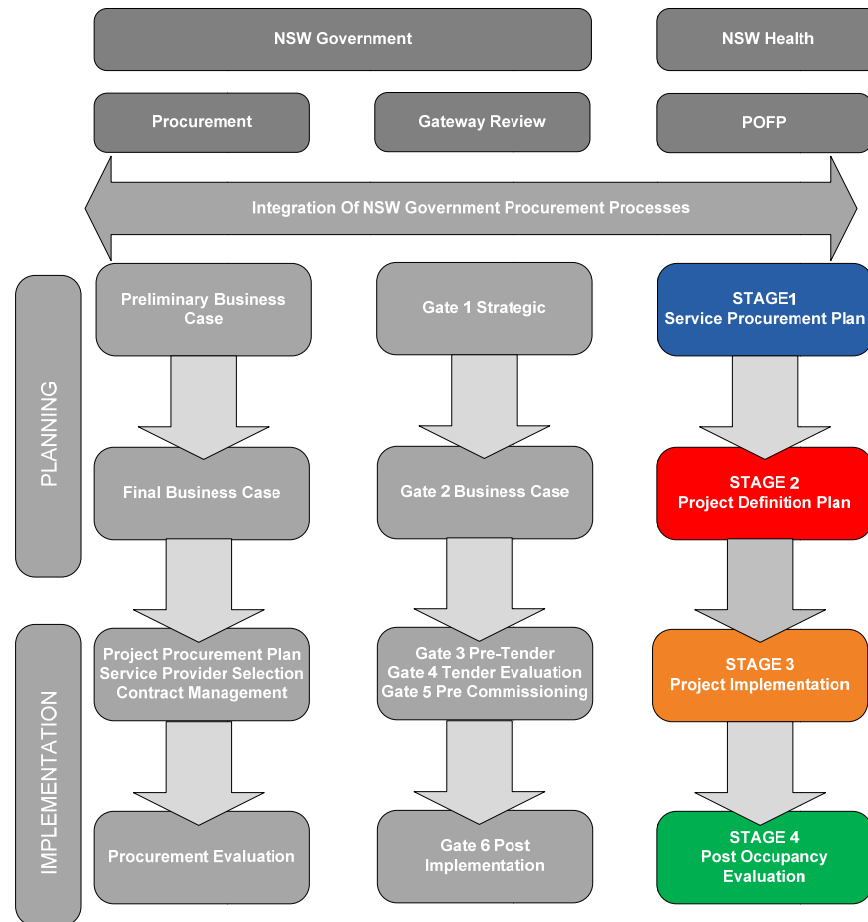 NSW Government
NSW Health
Procurement
Gateway Review
POFP
Integration Of NSW Government Procurement Processes
PLANNING
Preliminary Business
Case
Gate 1 Strategic
STAGE1
Service Procurement Plan
Final Business Case
Gate 2 Business Case
STAGE 2
Project Definition Plan
IMPLEMENTATION
Project Procurement Plan
Service Provider Selection
Contract Management
Gate 3 Pre-Tender
Gate 4 Tender Evaluation
Gate 5 Pre Commissioning
STAGE 3
Project Implementation
Procurement Evaluation
Gate 6 Post
Implementation
STAGE 4
Post Occupancy
Evaluation